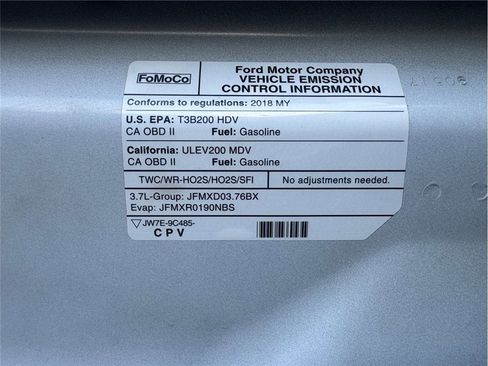 FoMoCo
Ford Motor Company
VEHICLE EMISSION
CONTROL INFORMATION
Conforms to regulations: 2018 MY
U.S. EPA: T3B200 HDV
CA OBD II Fuel: Gasoline
California: ULEV200 MDV
CA OBD II Fuel: Gasoline
TWC/WR-HO2S/HO2S/SFI No adjustments needed.
3.7L-Group: JFMXD03.76BX
Evap: JFMXR0190NBS
JW7E-9C485-
C P V